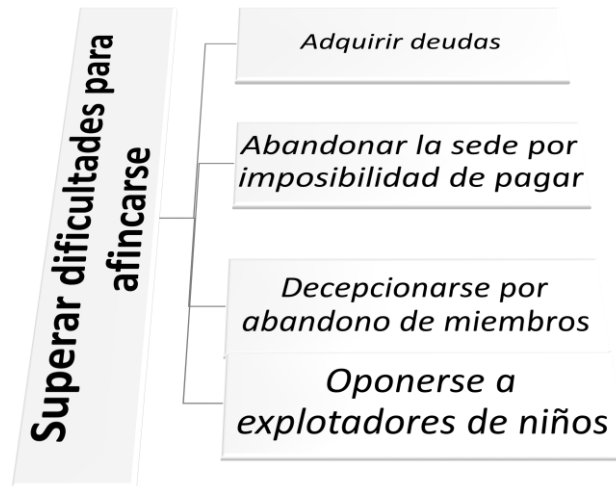 Superar dificultades para
afincarse
Adquirir deudas
Abandonar la sede por
imposibilidad de pagar
Decepcionarse por
abandono de miembros
Oponerse a
explotadores de niños